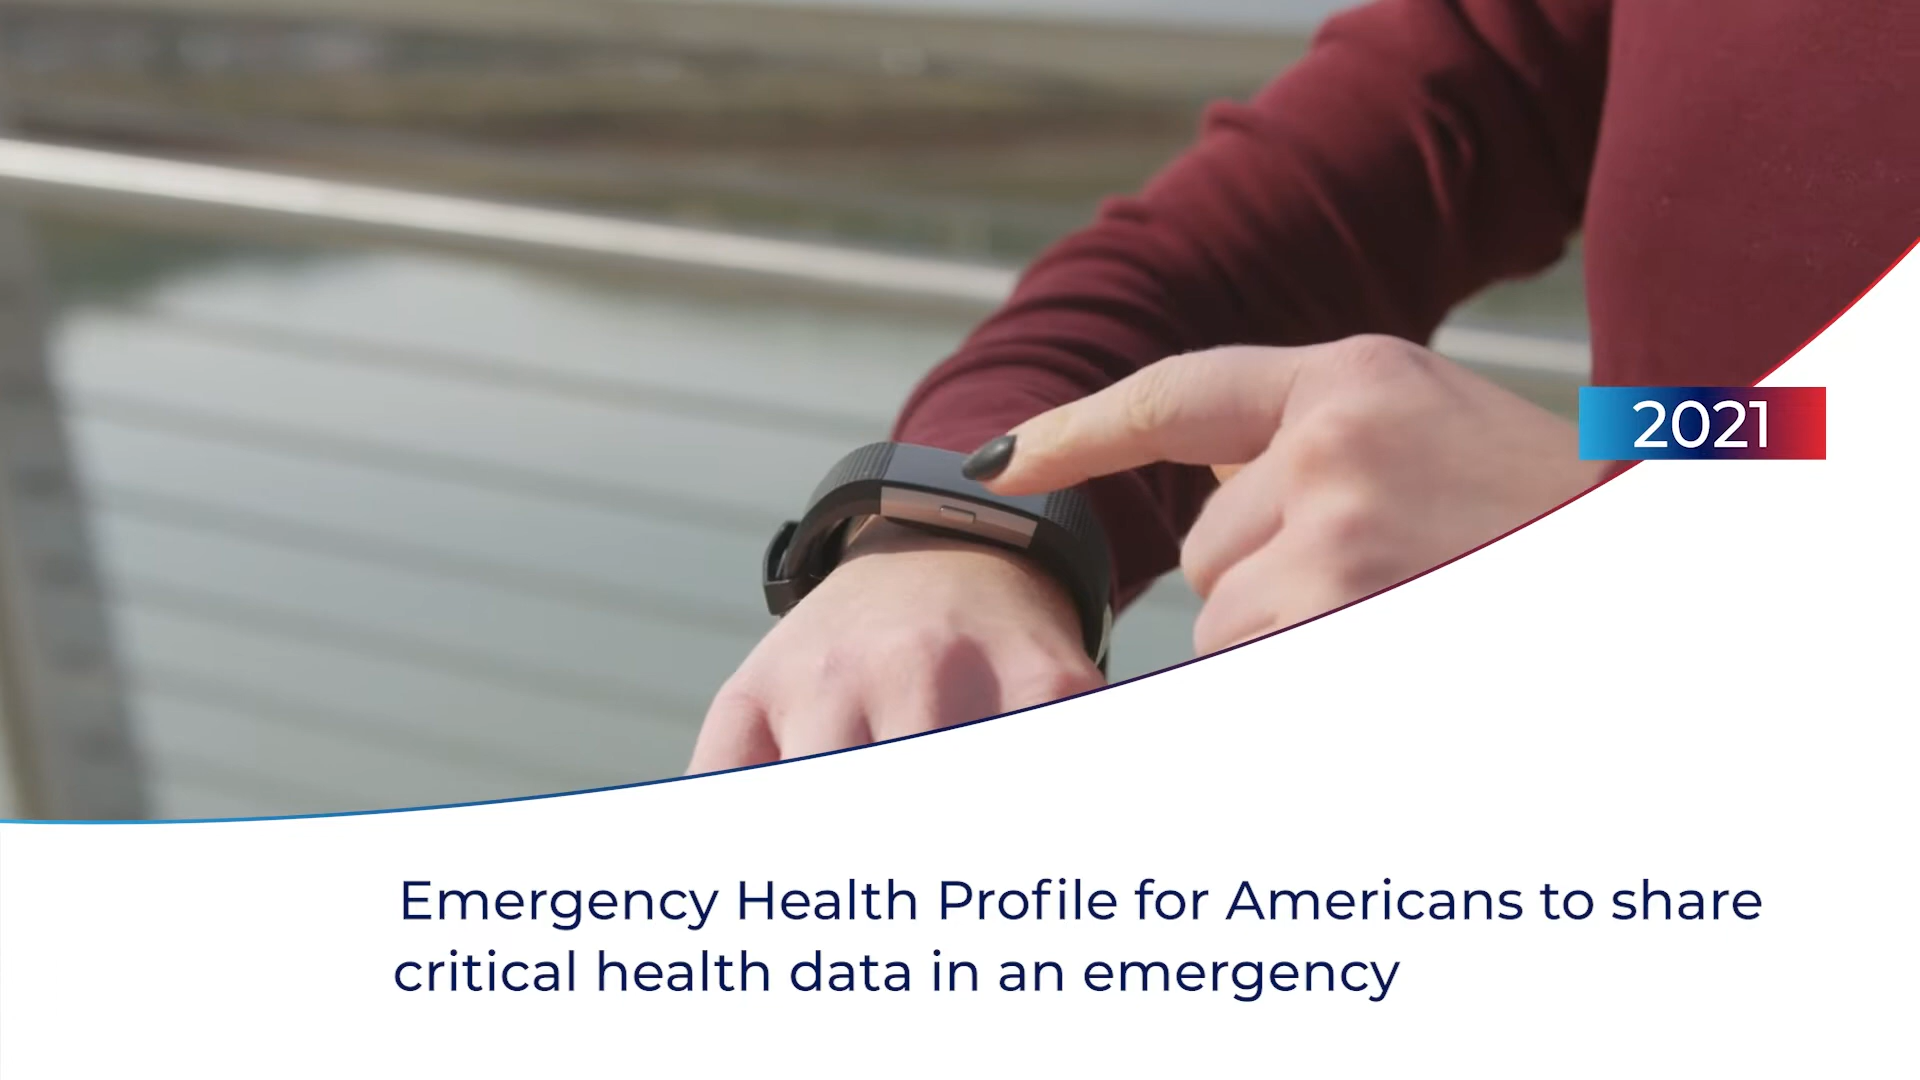 2021
Emergency Health Profile for Americans to share
critical health data in an emergency